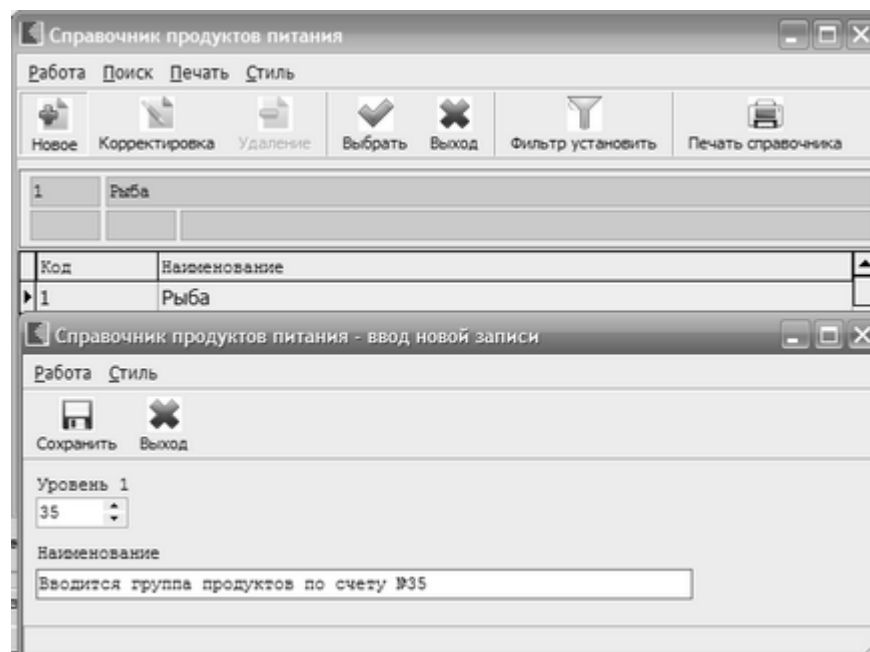 Справочник продуктов питания
Работа Поиск Печать Стиль
Новое Корректировка Удаление Выбрать Выход Фильтр установить Печать справочника
1 Рыба
Код Наименование
1 Рыба
Справочник продуктов питания - ввод новой записи
Работа Стиль
Сохранить Выход
Уровень 1
35
Наименование
Вводится группа продуктов по счету №35